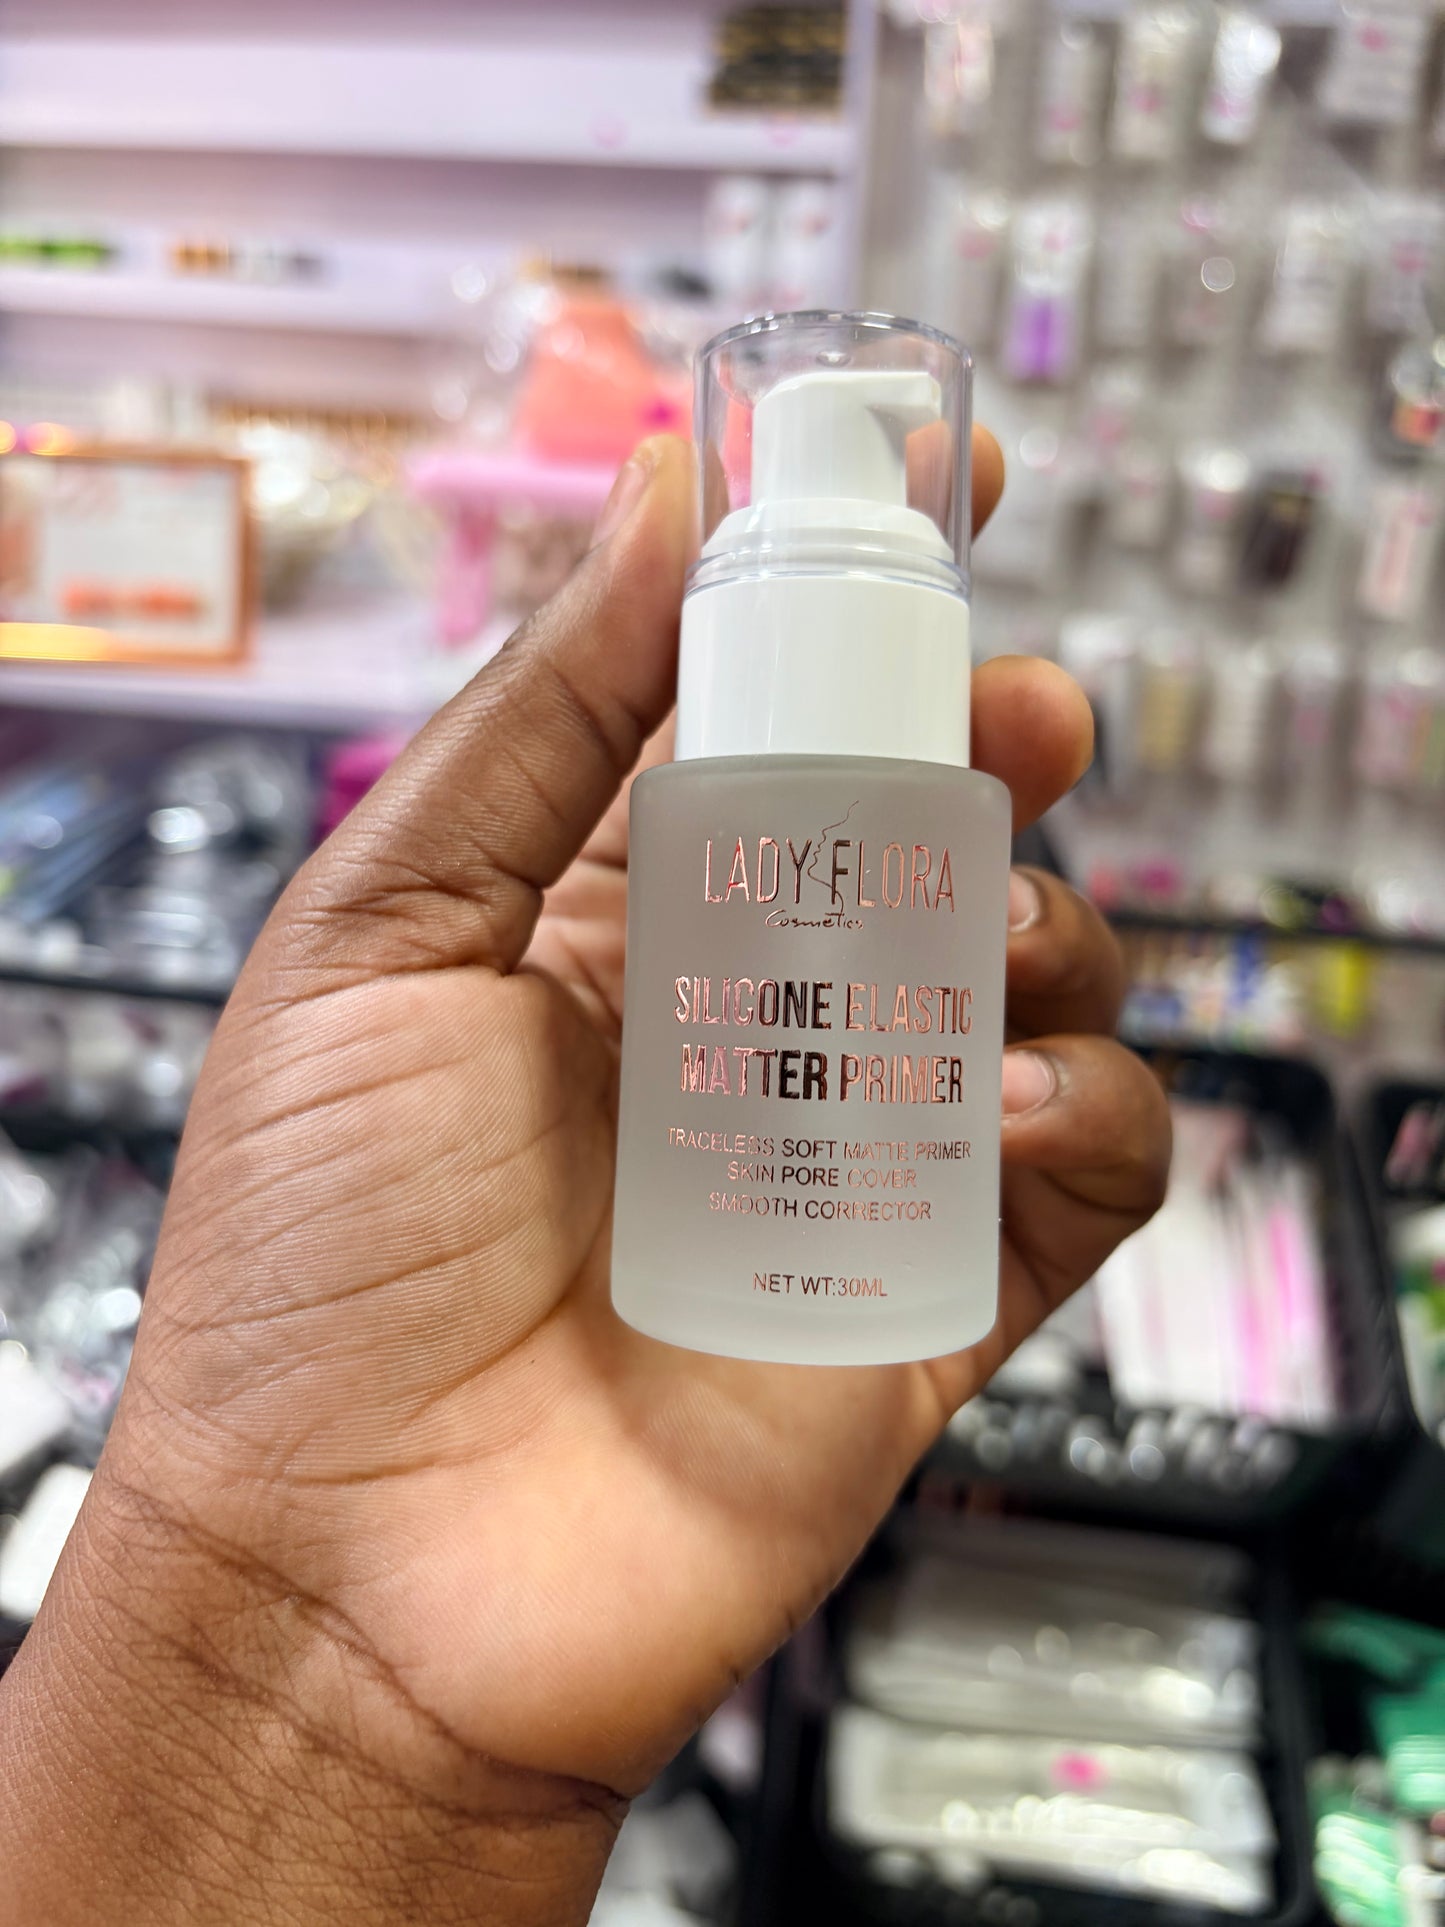 LADY FLORA
Cosmetics
SILICONE ELASTIC
MATTER PRIMER
TRACELESS SOFT MATTE PRIMER
SKIN PORE COVER
SMOOTH CORRECTOR
NET WT:30ML